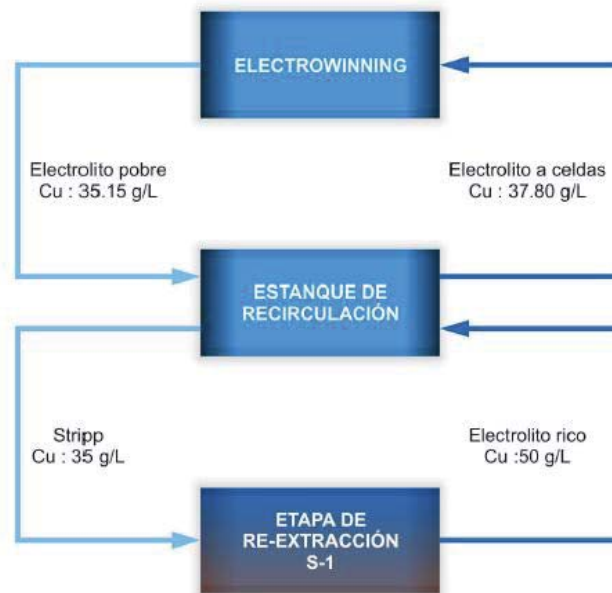 ELECTROWINNING
Electrolito pobre
Cu : 35.15 g/L
Electrolito a celdas
Cu : 37.80 g/L
ESTANQUE DE
RECIRCULACIÓN
Stripp
Cu : 35 g/L
Electrolito rico
Cu :50 g/L
ETAPA DE
RE-EXTRACCIÓN
S-1